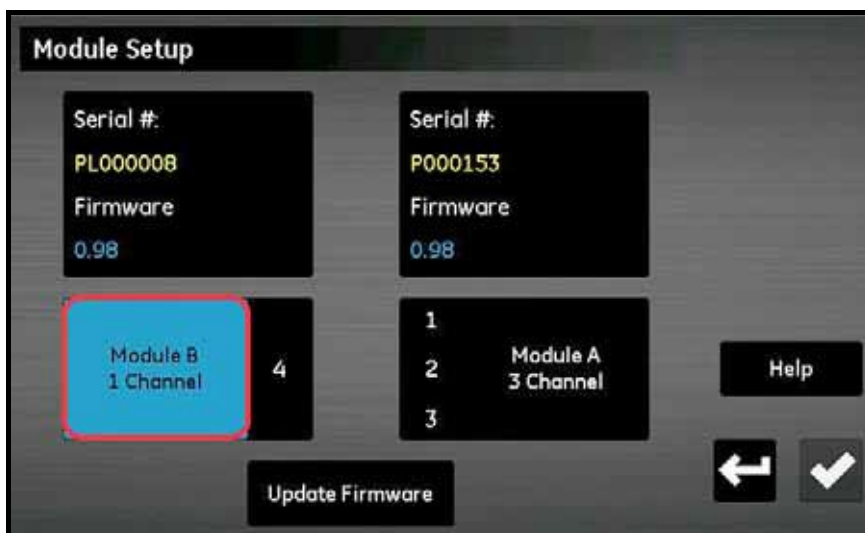 Module Setup
Serial #:
PL000008
Firmware
0.98
Serial #:
P000153
Firmware
0.98
Module B
1 Channel
4
1
2
3
Module A
3 Channel
Help
Update Firmware